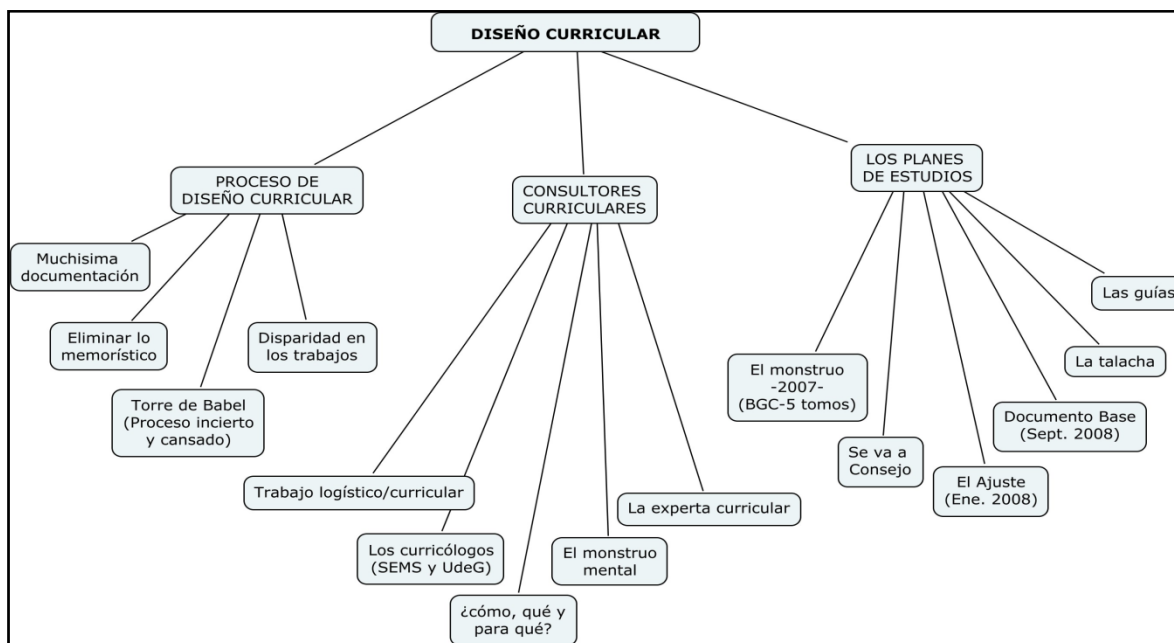 DISEÑO CURRICULAR
PROCESO DE
DISEÑO CURRICULAR
Muchisima
documentación
Eliminar lo
memorístico
Torre de Babel
(Proceso incierto
y cansado)
Disparidad en
los trabajos
CONSULTORES
CURRICULARES
Trabajo logístico/curricular
Los curricólogos
(SEMS y UdeG)
¿cómo, qué y
para qué?
El monstruo
mental
La experta curricular
LOS PLANES
DE ESTUDIOS
El monstruo
-2007-
(BGC-5 tomos)
Se va a
Consejo
El Ajuste
(Ene. 2008)
Documento Base
(Sept. 2008)
La talacha
Las guías